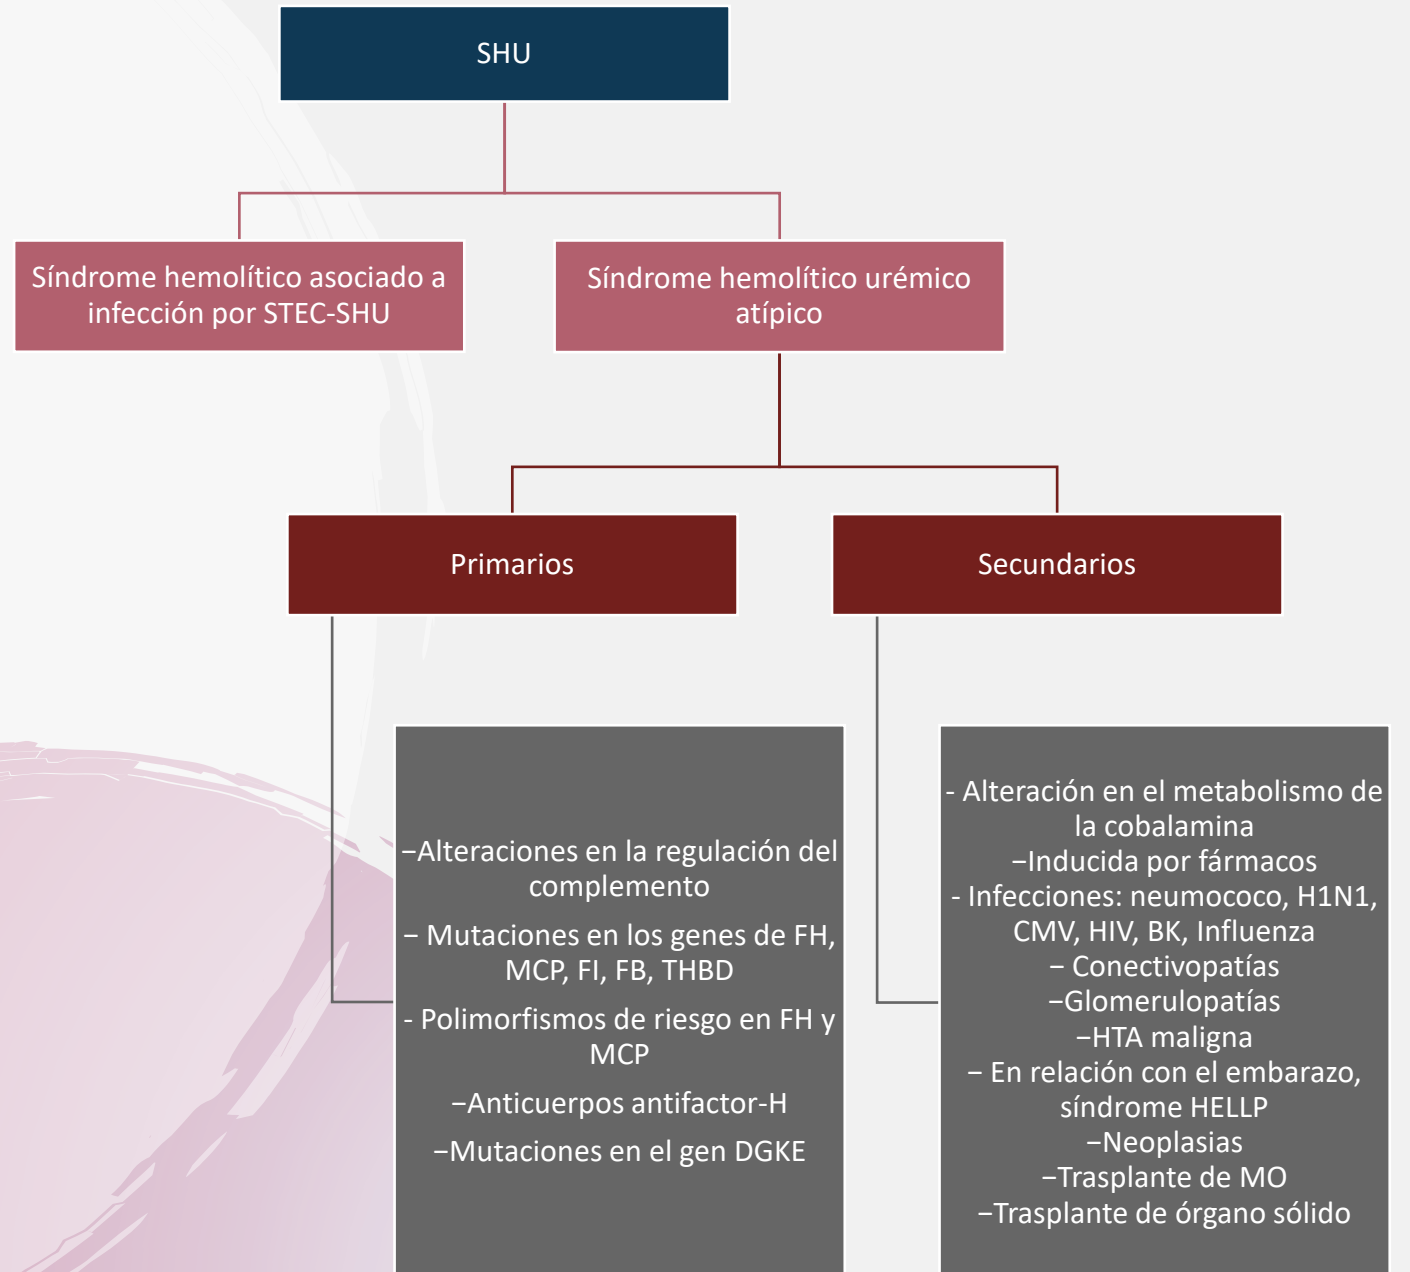 SHU
Síndrome hemolítico asociado a
infección por STEC-SHU
Síndrome hemolítico urémico
atípico
Primarios
Secundarios
−Alteraciones en la regulación del
complemento
− Mutaciones en los genes de FH,
MCP, FI, FB, THBD
- Polimorfismos de riesgo en FH y
MCP
−Anticuerpos antifactor-H
−Mutaciones en el gen DGKE
- Alteración en el metabolismo de
la cobalamina
−Inducida por fármacos
- Infecciones: neumococo, H1N1,
CMV, HIV, BK, Influenza
− Conectivopatías
−Glomerulopatías
−HTA maligna
− En relación con el embarazo,
síndrome HELLP
−Neoplasias
−Trasplante de MO
−Trasplante de órgano sólido